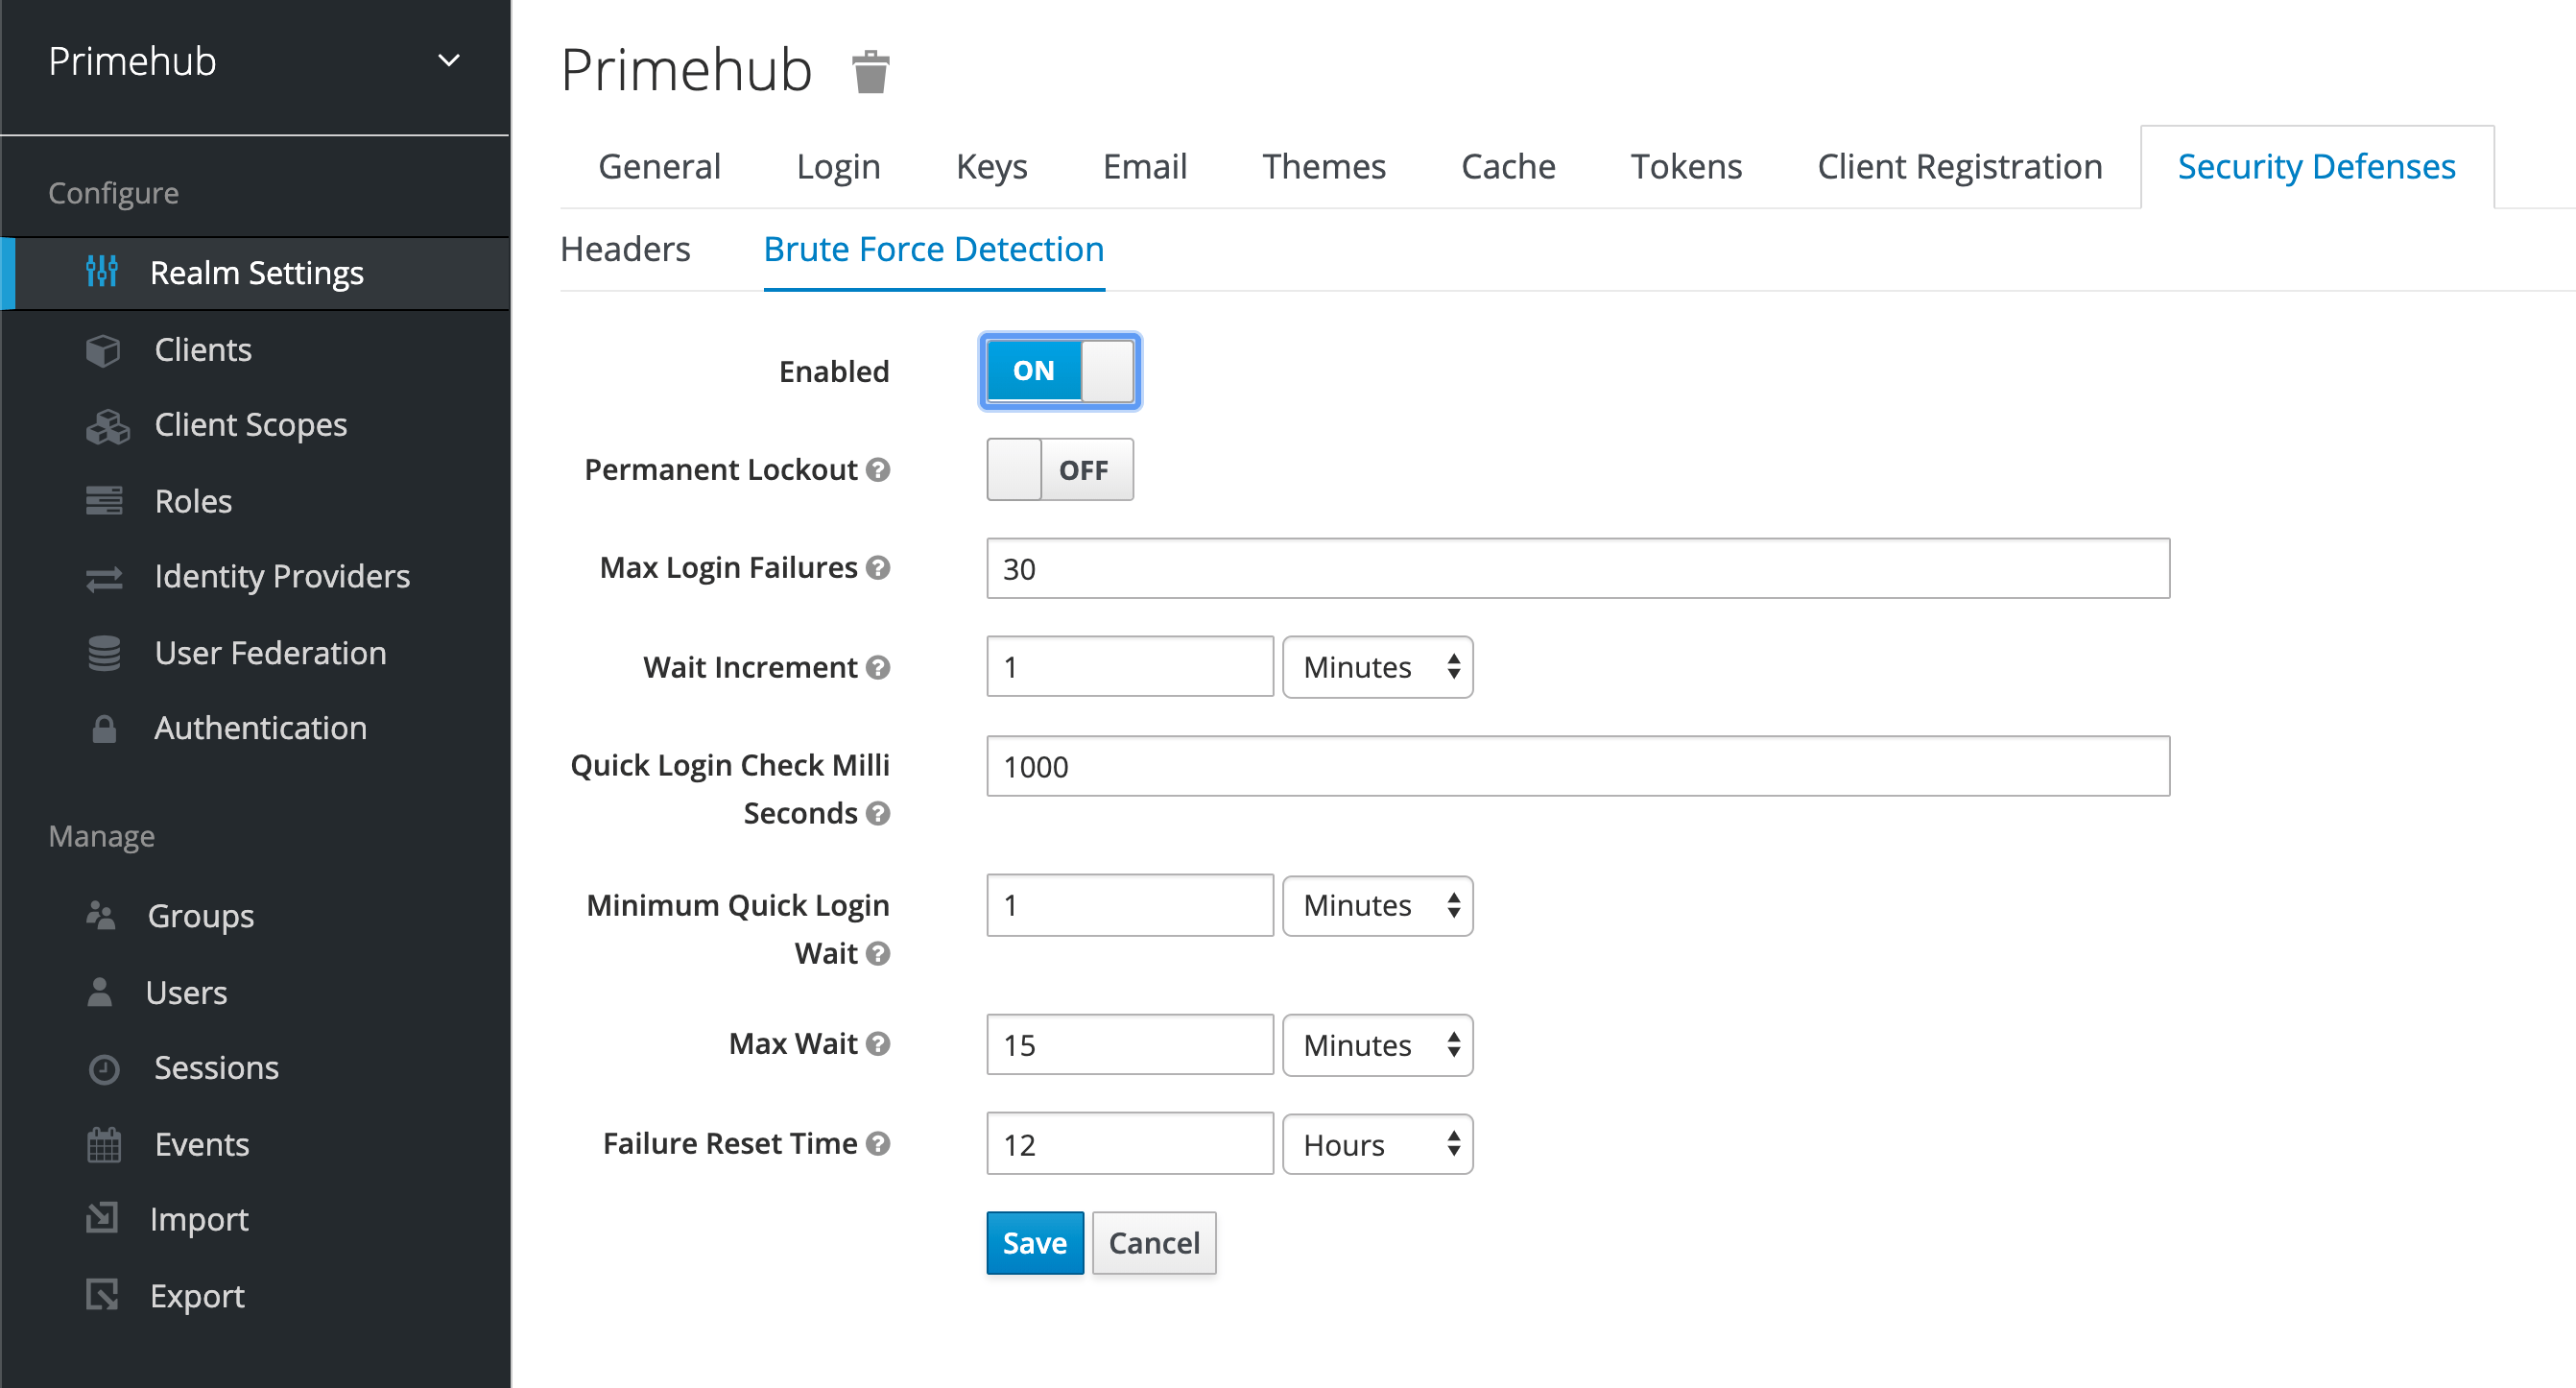 Primehub
Configure
Realm Settings
Clients
Client Scopes
Roles
Identity Providers
User Federation
Authentication
Manage
Groups
Users
Sessions
Events
Import
Export
Primehub
General Login Keys Email Themes Cache Tokens Client Registration Security Defenses
Headers Brute Force Detection
Enabled ON
Permanent Lockout ? OFF
Max Login Failures ? 30
Wait Increment ? 1 Minutes
Quick Login Check Milli 1000
Seconds ?
Minimum Quick Login 1 Minutes
Wait ?
Max Wait ? 15 Minutes
Failure Reset Time ? 12 Hours
Save Cancel